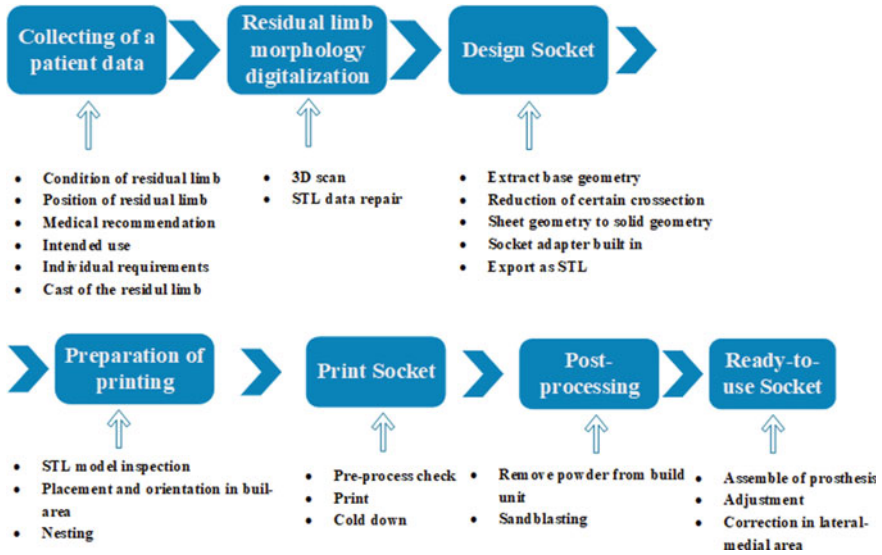 Collecting of a
patient data
Residual limb
morphology
digitalization
Design Socket
• Condition of residual limb
• Position of residual limb
• Medical recommendation
• Intended use
• Individual requirements
• Cast of the residul limb
• 3D scan
• STL data repair
• Extract base geometry
• Reduction of certain crossection
• Sheet geometry to solid geometry
• Socket adapter built in
• Export as STL
Preparation of
printing
Print Socket
Post-
processing
Ready-to-
use Socket
• STL model inspection
• Placement and orientation in buil-
area
• Nesting
• Pre-process check
• Print
• Cold down
• Remove powder from build
unit
• Sandblasting
• Assemble of prosthesis
• Adjustment
• Correction in lateral-
medial area